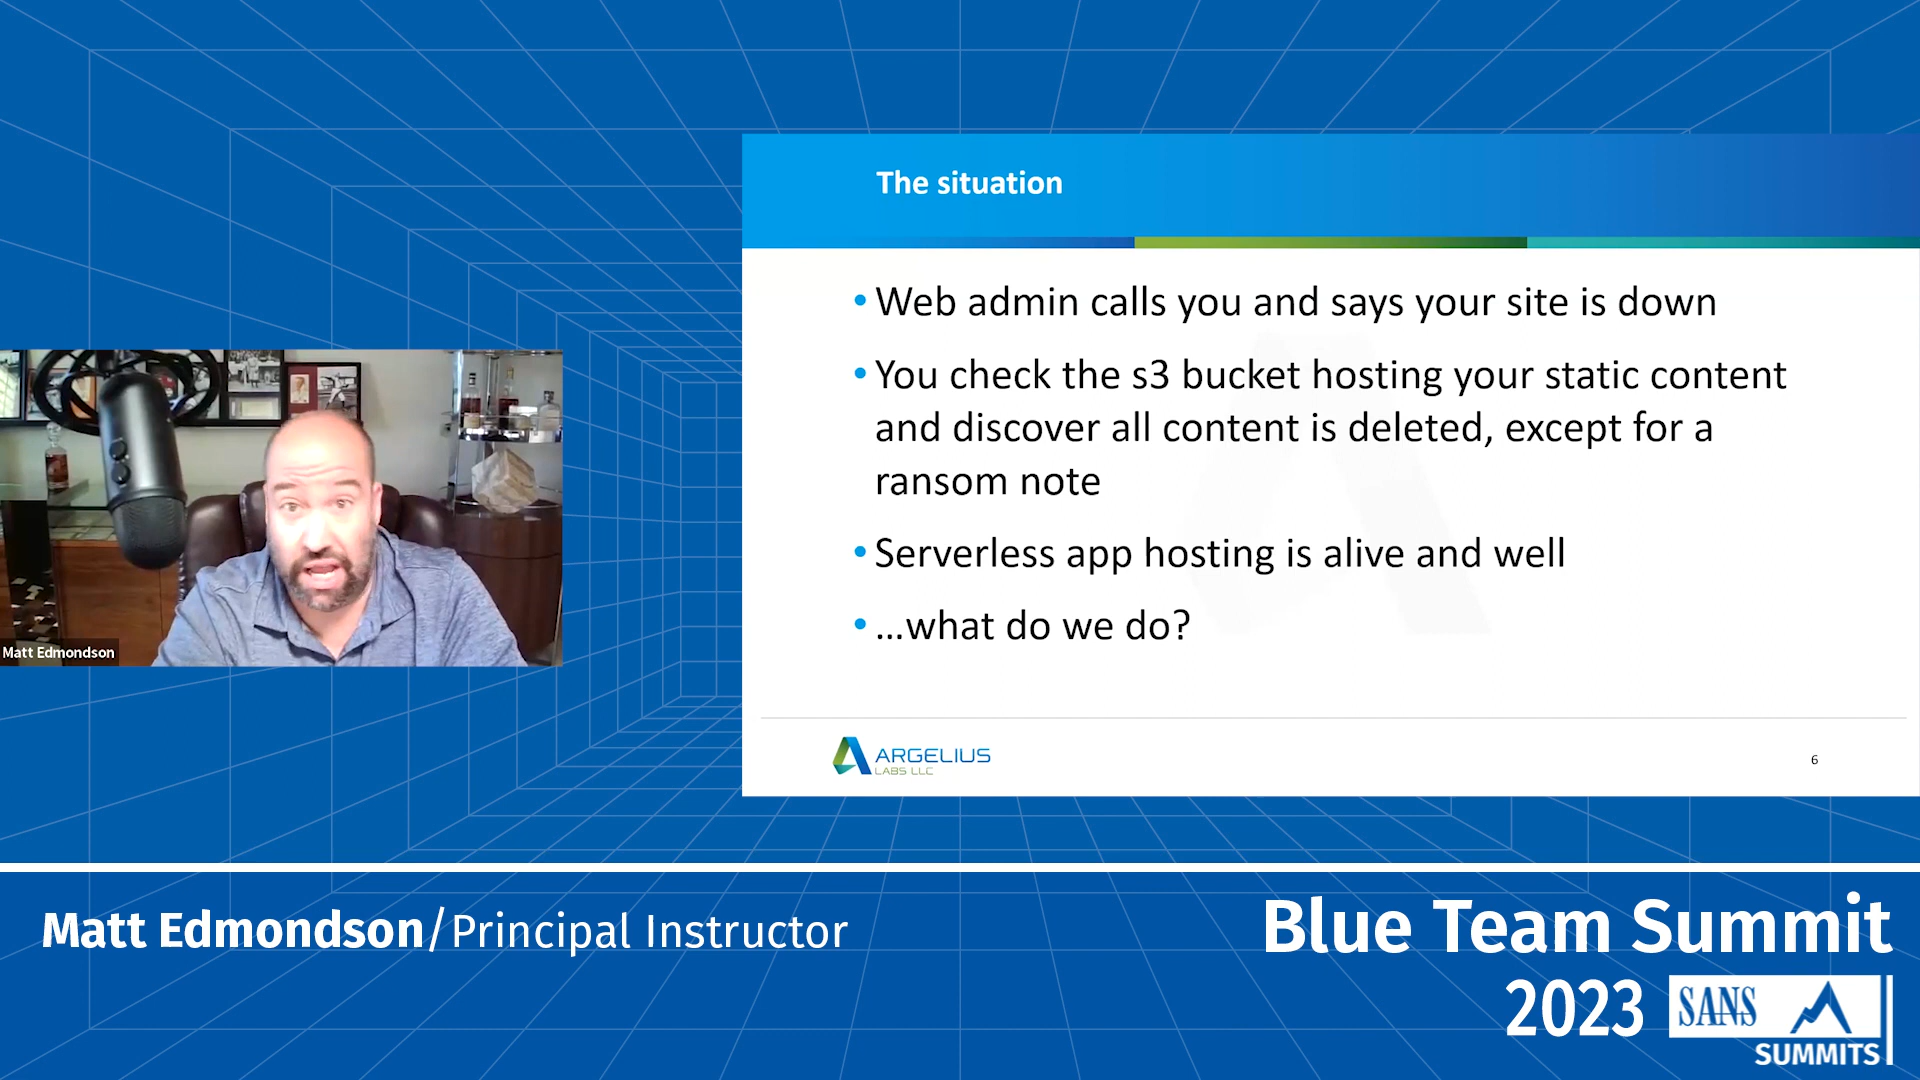 The situation
• Web admin calls you and says your site is down
• You check the s3 bucket hosting your static content
and discover all content is deleted, except for a
ransom note
• Serverless app hosting is alive and well
• ...what do we do?
ARGELIUS
LABS LLC
6
Matt Edmondson
Matt Edmondson/Principal Instructor
Blue Team Summit
2023
SANS
SUMMITS